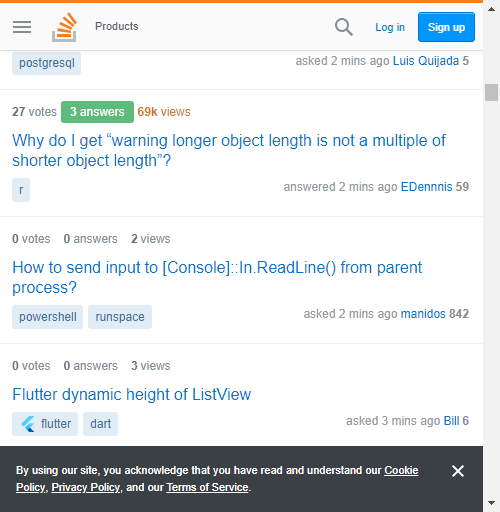 Products
Log in
Sign up
postgresql
asked 2 mins ago Luis Quijada 5
27 votes 3 answers 69k views
Why do I get “warning longer object length is not a multiple of
shorter object length”?
r
answered 2 mins ago EDennnis 59
0 votes 0 answers 2 views
How to send input to [Console]::In.ReadLine() from parent
process?
powershell runspace
asked 2 mins ago manidos 842
0 votes 0 answers 3 views
Flutter dynamic height of ListView
flutter dart
asked 3 mins ago Bill 6
By using our site, you acknowledge that you have read and understand our Cookie
Policy, Privacy Policy, and our Terms of Service.